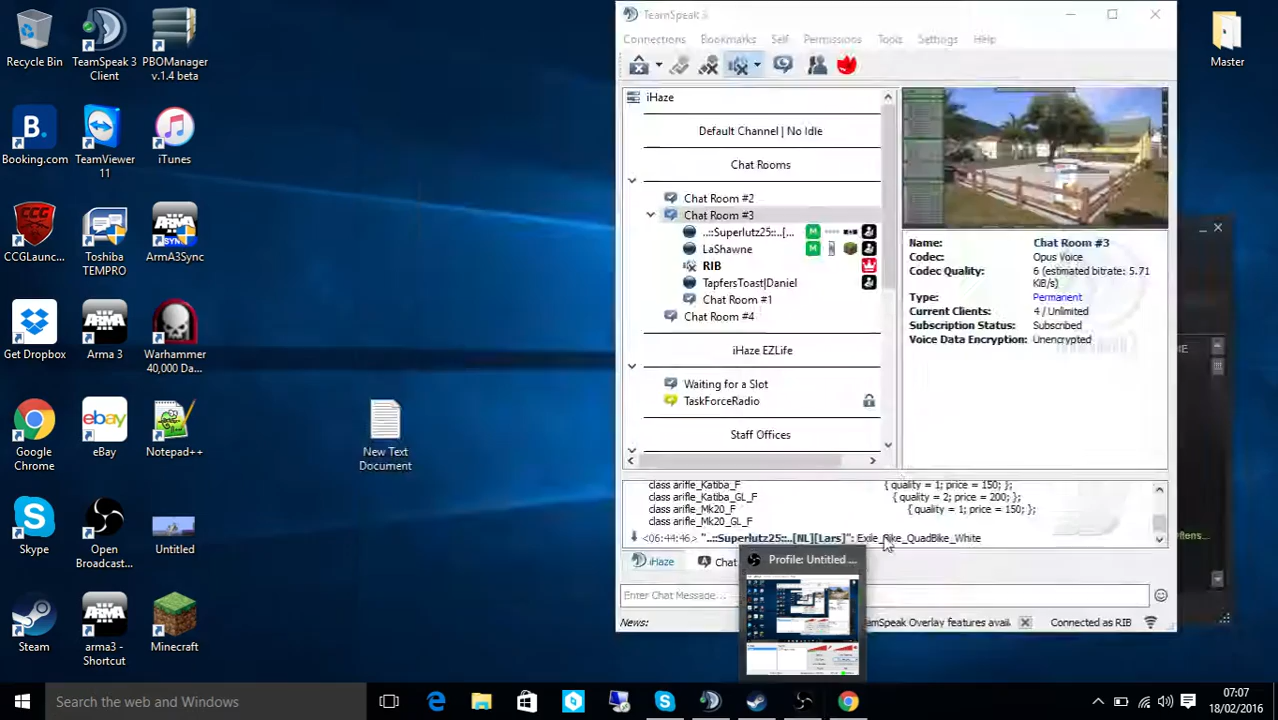 Recycle Bin
TeamSpeak 3
Client
PBOManager
v.1.4 beta
Booking.com
TeamViewer
11
iTunes
CCGLaunc...
Toshiba
TEMPRO
ArmA3Sync
Get Dropbox
Arma 3
Warhammer
40,000 Da...
Google
Chrome
eBay
Notepad++
Skype
Open
Broadcast...
Untitled
Steam
arma3 -
Shortcut
Minecraft
New Text
Document
Master
TeamSpeak 3
Connections Bookmarks Self Permissions Tools Settings Help
iHaze
Default Channel | No Idle
Chat Rooms
Chat Room #2
Chat Room #3
..::Superlutz25::..[...
LaShawne
RIB
TapfersToast|Daniel
Chat Room #1
Chat Room #4
iHaze EZLife
Waiting for a Slot
TaskForceRadio
Staff Offices
Name: Chat Room #3
Codec: Opus Voice
Codec Quality: 6 (estimated bitrate: 5.71
KiB/s)
Type: Permanent
Current Clients: 4 / Unlimited
Subscription Status: Subscribed
Voice Data Encryption: Unencrypted
class arifle_Katiba_F { quality = 1; price = 150; };
class arifle_Katiba_GL_F { quality = 2; price = 200; };
class arifle_Mk20_F { quality = 1; price = 150; };
class arifle_Mk20_GL_F
<06:44:46> "..::Superlutz25::..[NL][Lars]": Exile_Bike_QuadBike_White
iHaze Chat
Profile: Untitled ...
Enter Chat Message...
News: Connected as RIB
Search the web and Windows
07:07
18/02/2016